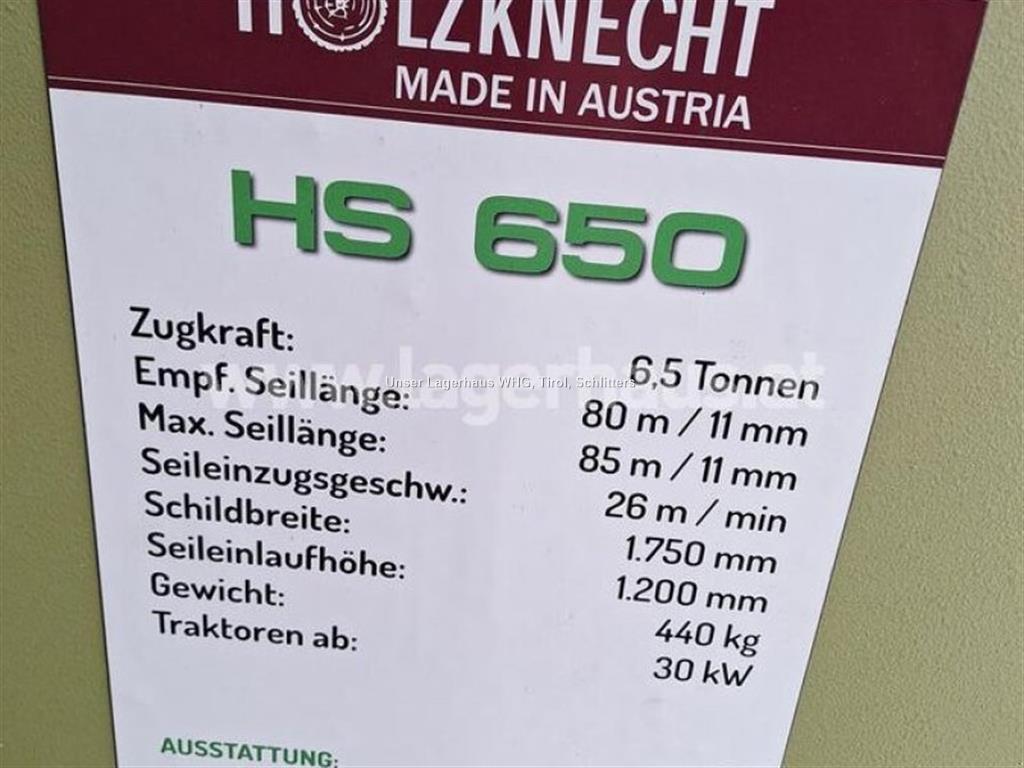 HOLZKNECHT
MADE IN AUSTRIA
HS 650
Zugkraft: 6,5 Tonnen
Empf. Seillänge: 80 m / 11 mm
Max. Seillänge: 85 m / 11 mm
Seileinzugsgeschw.: 26 m / min
Schildbreite: 1.750 mm
Seileinlaufhöhe: 1.200 mm
Gewicht: 440 kg
Traktoren ab: 30 kW
AUSSTATTUNG:
www.lagerhaus.at
Unser Lagerhaus WHG, Tirol, Schlitters